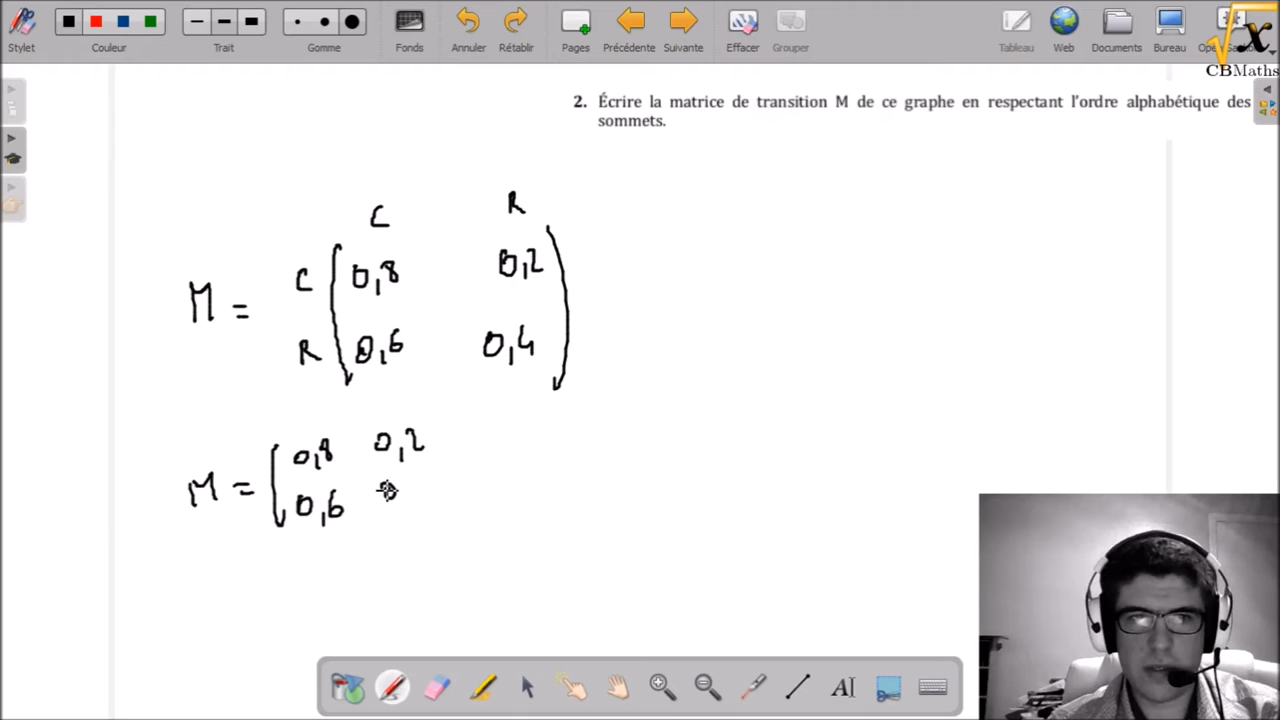 Stylet Couleur Trait Gomme Fonds Annuler Rétablir Pages Précédente Suivante Effacer Grouper Tableau Web Documents Bureau
CBMaths
2. Écrire la matrice de transition M de ce graphe en respectant l'ordre alphabétique des
sommets.
C R
C 0,8 0,2
M =
R 0,6 0,4
0,8 0,2
M =
0,6 0
AI